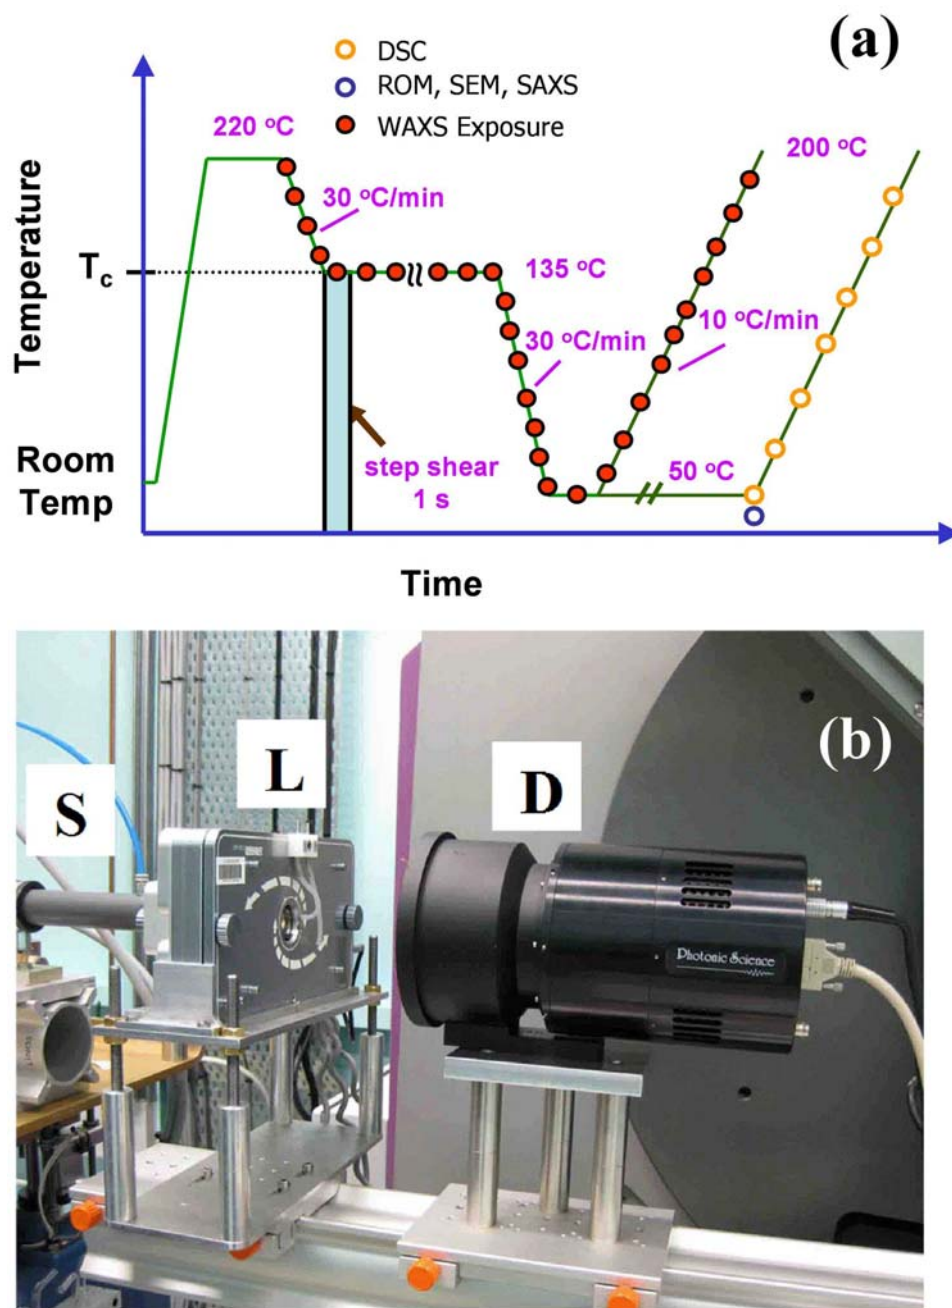 (a)
DSC
ROM, SEM, SAXS
WAXS Exposure
220 °C
200 °C
30 °C/min
Temperature
T_c
135 °C
30 °C/min
10 °C/min
Room
Temp
step shear
1 s
50 °C
Time
(b)
S
L
D
Photonic Science